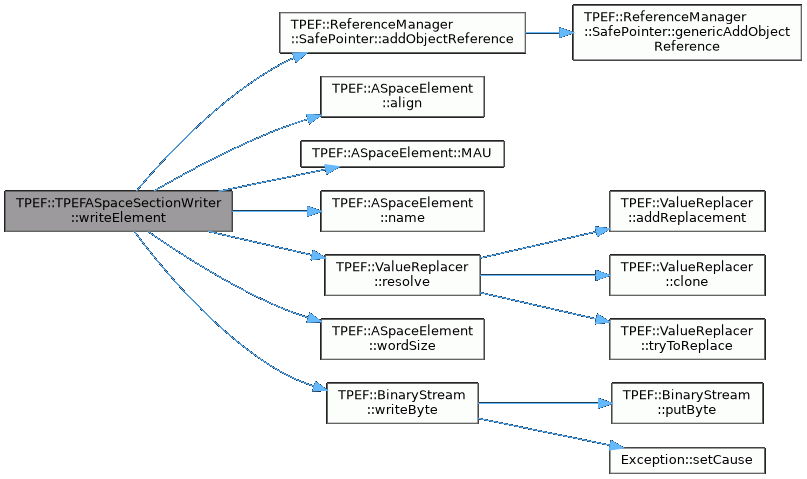 TPEF::TPEFASpaceSectionWriter
::writeElement
TPEF::ReferenceManager
::SafePointer::addObjectReference
TPEF::ReferenceManager
::SafePointer::genericAddObject
Reference
TPEF::ASpaceElement
::align
TPEF::ASpaceElement::MAU
TPEF::ASpaceElement
::name
TPEF::ValueReplacer
::resolve
TPEF::ValueReplacer
::addReplacement
TPEF::ValueReplacer
::clone
TPEF::ValueReplacer
::tryToReplace
TPEF::ASpaceElement
::wordSize
TPEF::BinaryStream
::writeByte
TPEF::BinaryStream
::putByte
Exception::setCause